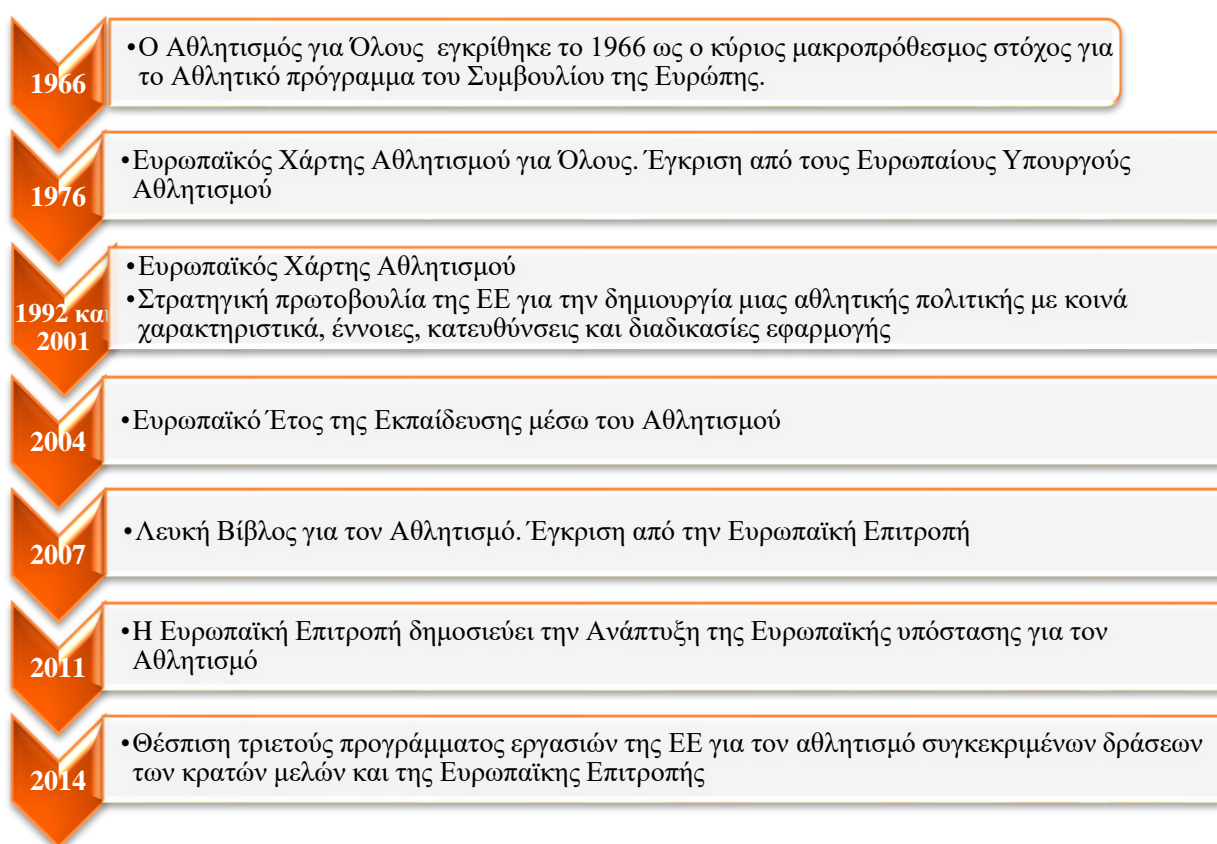 1966
•Ο Αθλητισμός για Όλους εγκρίθηκε το 1966 ως ο κύριος μακροπρόθεσμος στόχος για
το Αθλητικό πρόγραμμα του Συμβουλίου της Ευρώπης.
1976
•Ευρωπαϊκός Χάρτης Αθλητισμού για Όλους. Έγκριση από τους Ευρωπαίους Υπουργούς
Αθλητισμού
1992 και
2001
•Ευρωπαϊκός Χάρτης Αθλητισμού
•Στρατηγική πρωτοβουλία της ΕΕ για την δημιουργία μιας αθλητικής πολιτικής με κοινά
χαρακτηριστικά, έννοιες, κατευθύνσεις και διαδικασίες εφαρμογής
2004
•Ευρωπαϊκό Έτος της Εκπαίδευσης μέσω του Αθλητισμού
2007
•Λευκή Βίβλος για τον Αθλητισμό. Έγκριση από την Ευρωπαϊκή Επιτροπή
2011
•Η Ευρωπαϊκή Επιτροπή δημοσιεύει την Ανάπτυξη της Ευρωπαϊκής υπόστασης για τον
Αθλητισμό
2014
•Θέσπιση τριετούς προγράμματος εργασιών της ΕΕ για τον αθλητισμό συγκεκριμένων δράσεων
των κρατών μελών και της Ευρωπαϊκης Επιτροπής